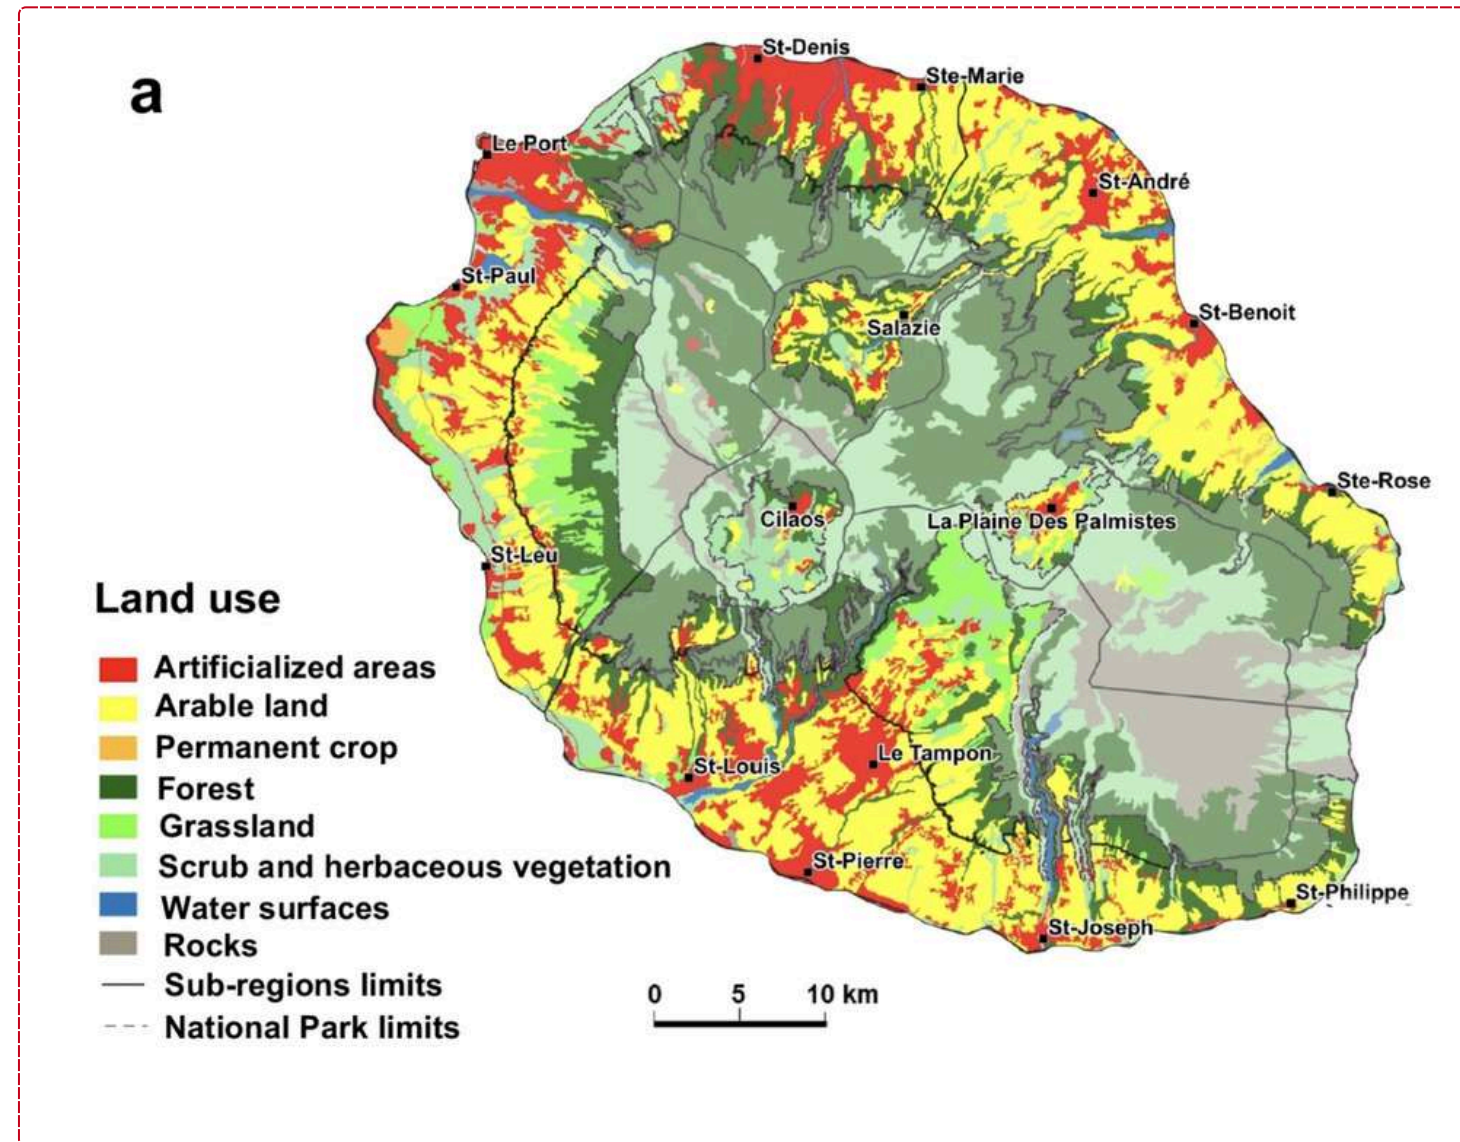 a
St-Denis
Ste-Marie
Le Port
St-André
St-Paul
St-Benoit
Salazie
Ste-Rose
Cilaos
La Plaine Des Palmistes
St-Leu
Le Tampon
St-Louis
St-Pierre
St-Philippe
St-Joseph
Land use
Artificialized areas
Arable land
Permanent crop
Forest
Grassland
Scrub and herbaceous vegetation
Water surfaces
Rocks
Sub-regions limits
National Park limits
0 5 10 km